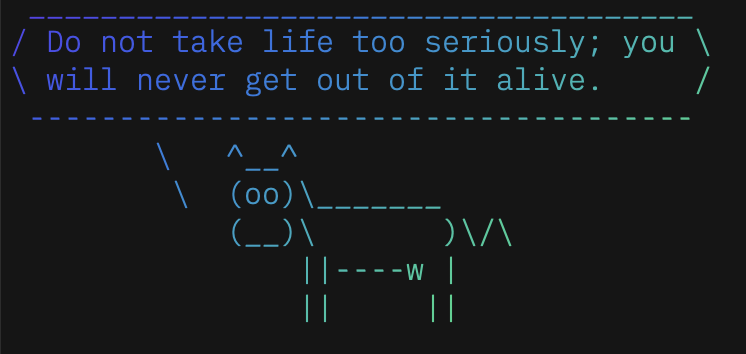 _____________________________________
/ Do not take life too seriously; you \
\ will never get out of it alive.     /
 -------------------------------------
        \   ^__^
         \  (oo)\_______
            (__)\       )\/\
                ||----w |
                ||     ||